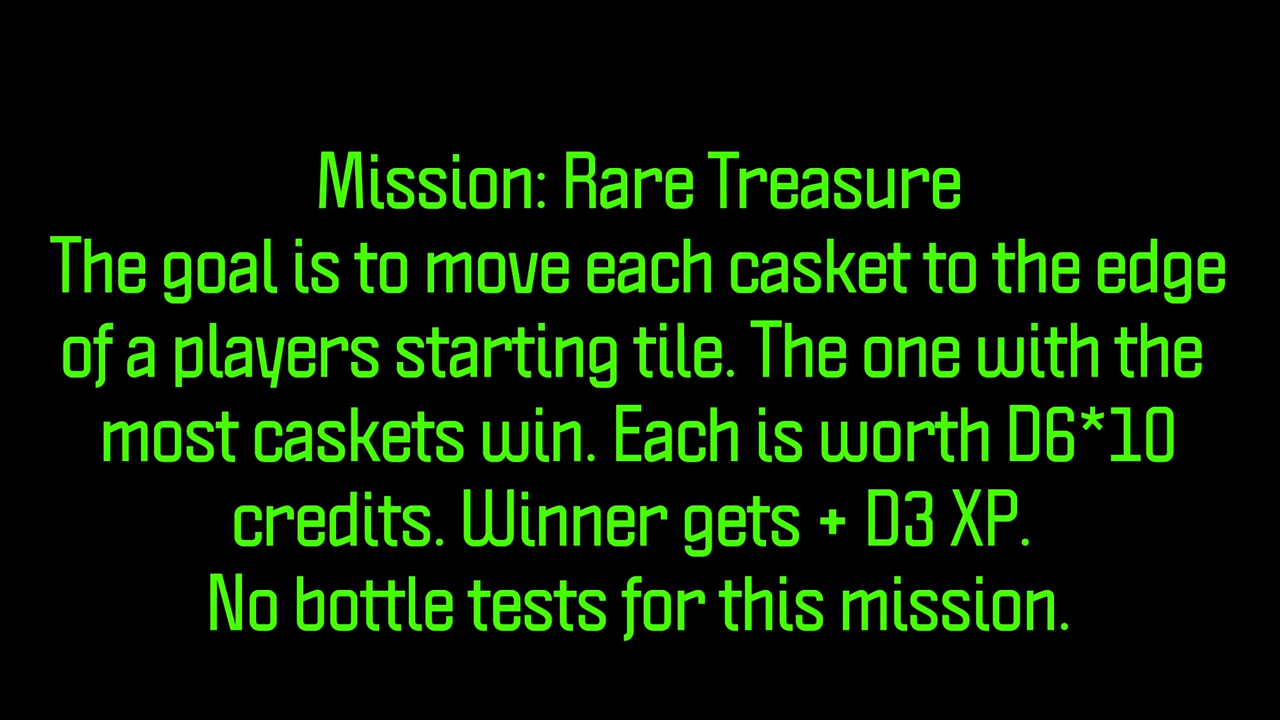 Mission: Rare Treasure
The goal is to move each casket to the edge
of a players starting tile. The one with the
most caskets win. Each is worth D6*10
credits. Winner gets + D3 XP.
No bottle tests for this mission.